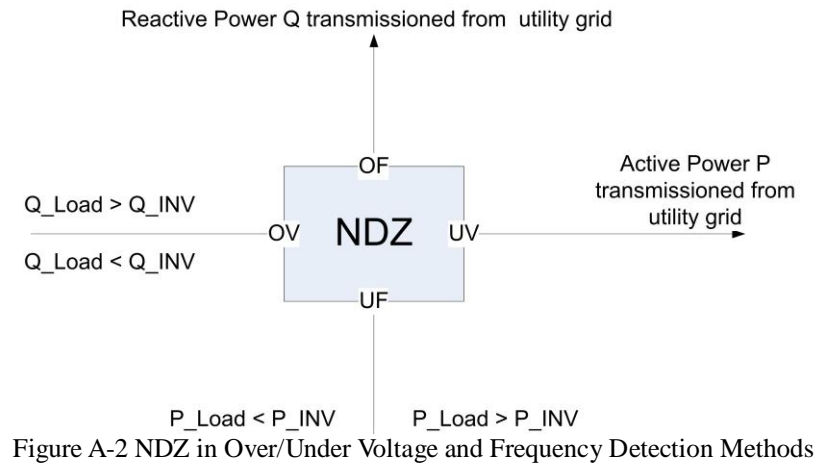 Reactive Power Q transmissioned from utility grid
OF
Active Power P
transmissioned from
utility grid
Q_Load > Q_INV
OV
NDZ
UV
Q_Load < Q_INV
UF
P_Load < P_INV
P_Load > P_INV
Figure A-2 NDZ in Over/Under Voltage and Frequency Detection Methods